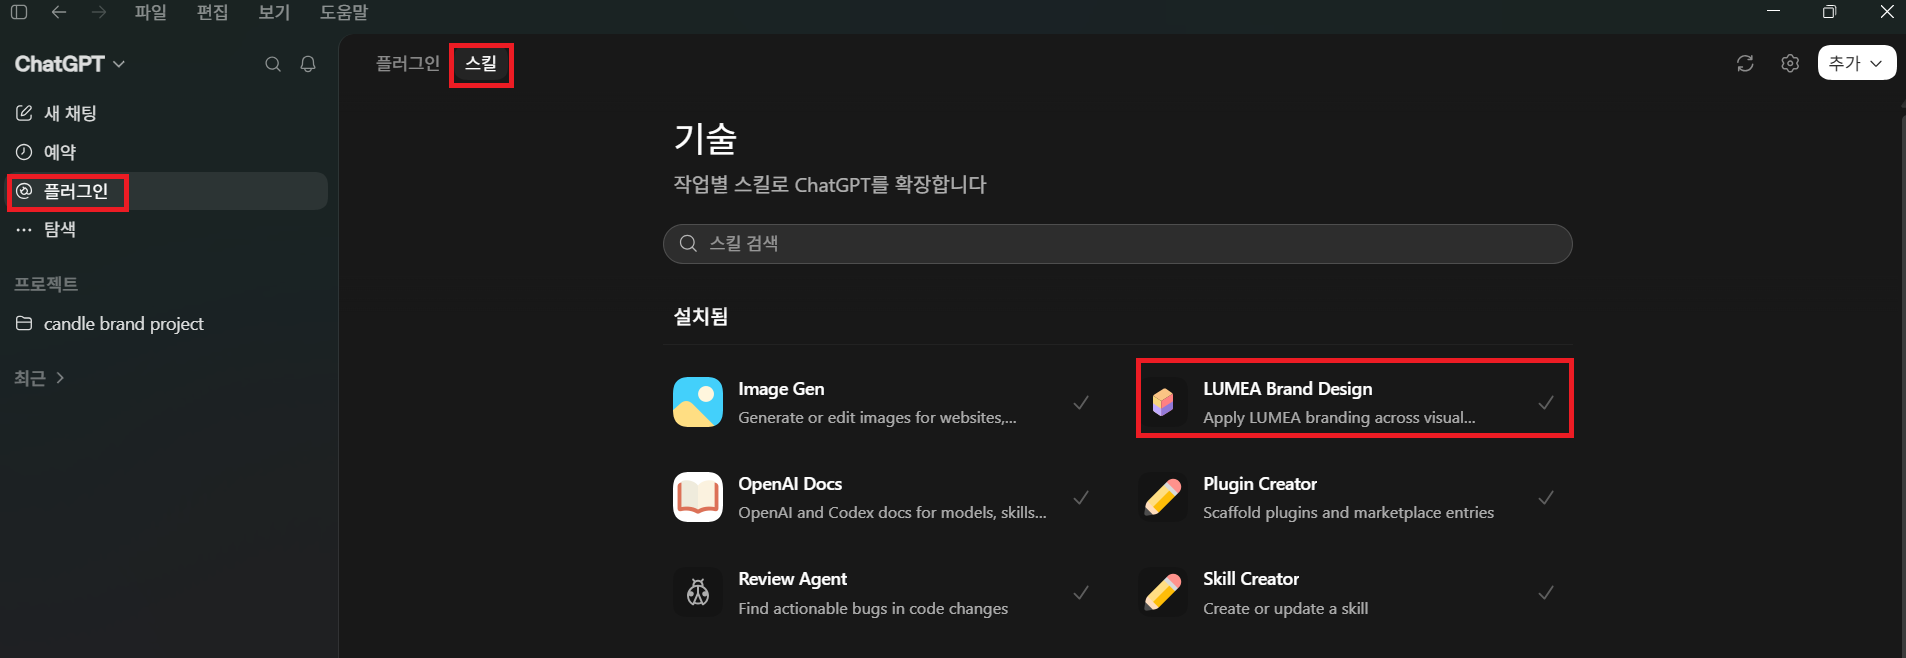 파일 편집 보기 도움말
ChatGPT
플러그인 스킬
추가
새 채팅
예약
플러그인
탐색
프로젝트
candle brand project
최근
기술
작업별 스킬로 ChatGPT를 확장합니다
스킬 검색
설치됨
Image Gen
Generate or edit images for websites,...
LUMEA Brand Design
Apply LUMEA branding across visual...
OpenAI Docs
OpenAI and Codex docs for models, skills...
Plugin Creator
Scaffold plugins and marketplace entries
Review Agent
Find actionable bugs in code changes
Skill Creator
Create or update a skill